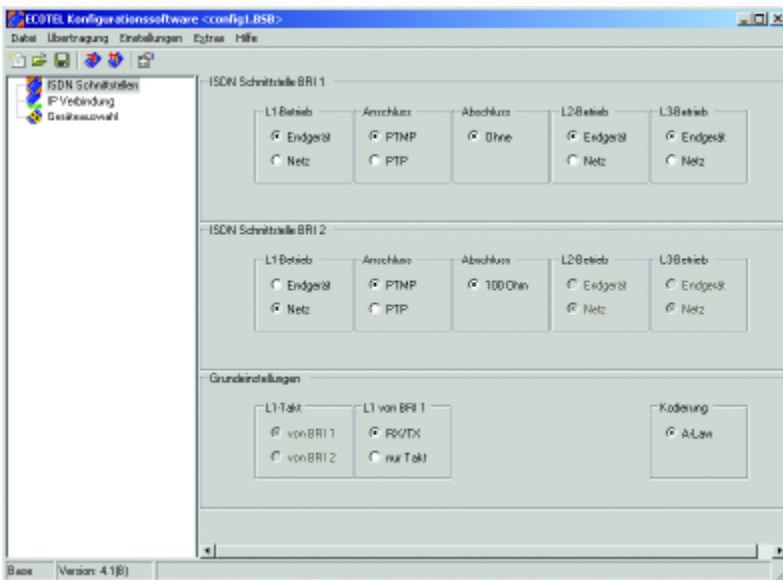 ECOTEL Konfigurationssoftware <config1.BSB>
Datei Übertragung Einstellungen Extras Hilfe
ISDN Schnittstellen
IP Verbindung
Geräteauswahl
ISDN Schnittstelle BRI 1
L1-Betrieb Anschluss Abschluss L2-Betrieb L3-Betrieb
Endgerät PTMP Ohne Endgerät Endgerät
Netz PTP Netz Netz
ISDN Schnittstelle BRI 2
L1-Betrieb Anschluss Abschluss L2-Betrieb L3-Betrieb
Endgerät PTMP 100 Ohm Endgerät Endgerät
Netz PTP Netz Netz
Grundeinstellungen
L1-Takt L1 von BRI 1 Kodierung
von BRI 1 RX/TX A-Law
von BRI 2 nur Takt
Base Version: 4.1(B)